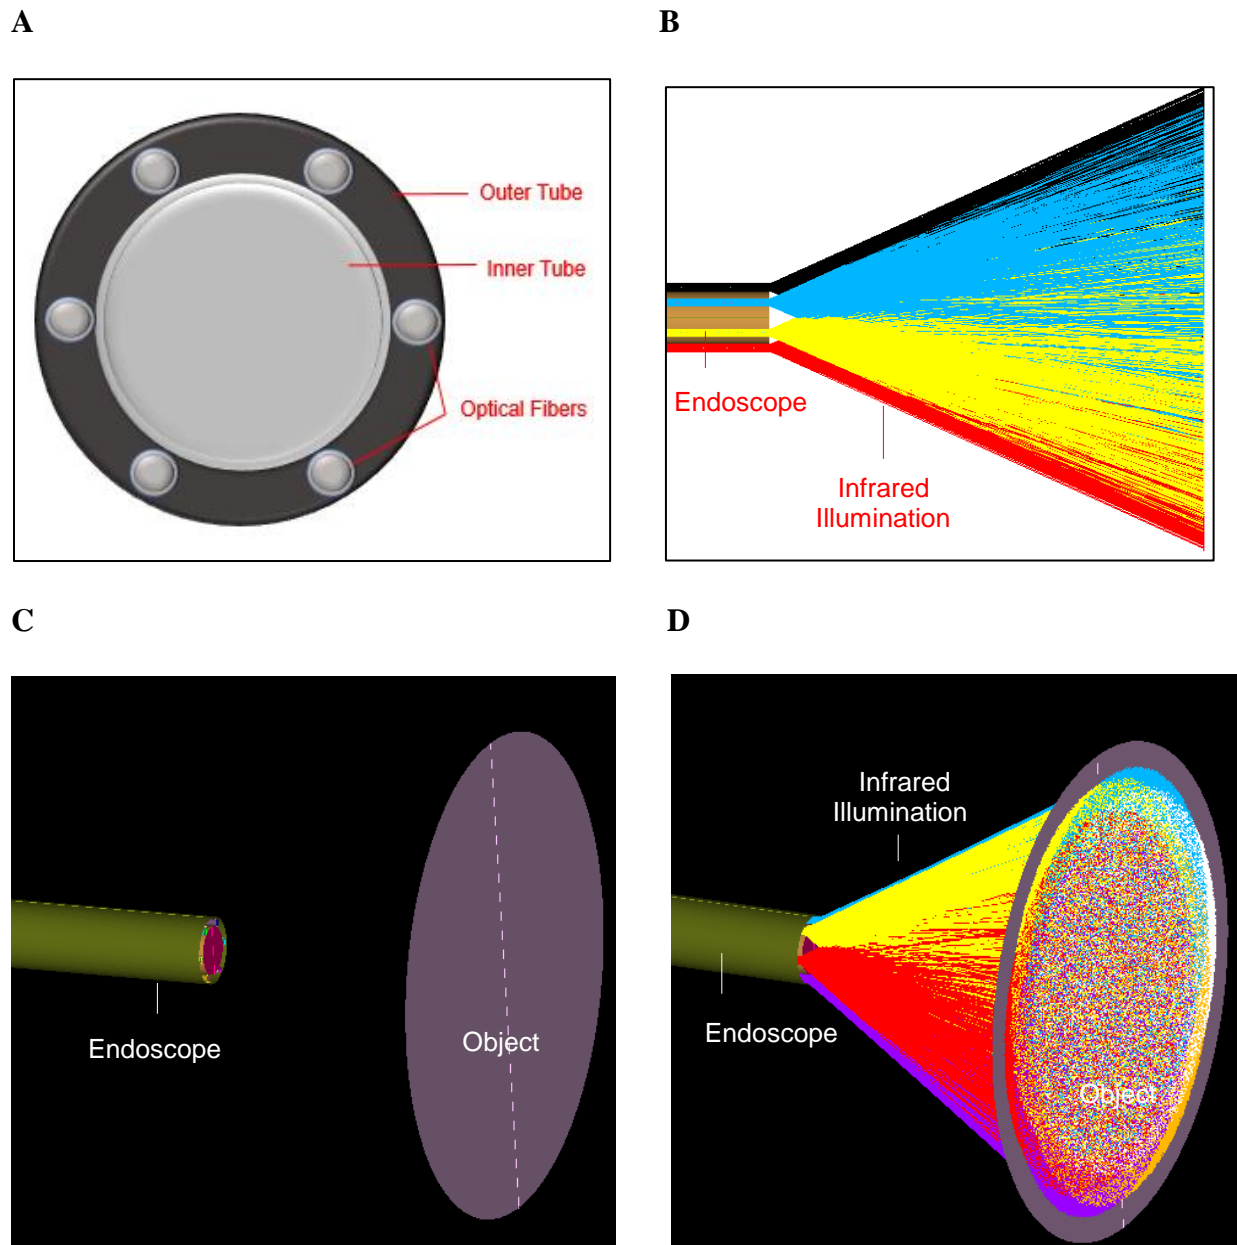 A
B
Outer Tube
Inner Tube
Optical Fibers
Endoscope
Infrared
Illumination
C
D
Endoscope
Object
Infrared
Illumination
Endoscope
Object